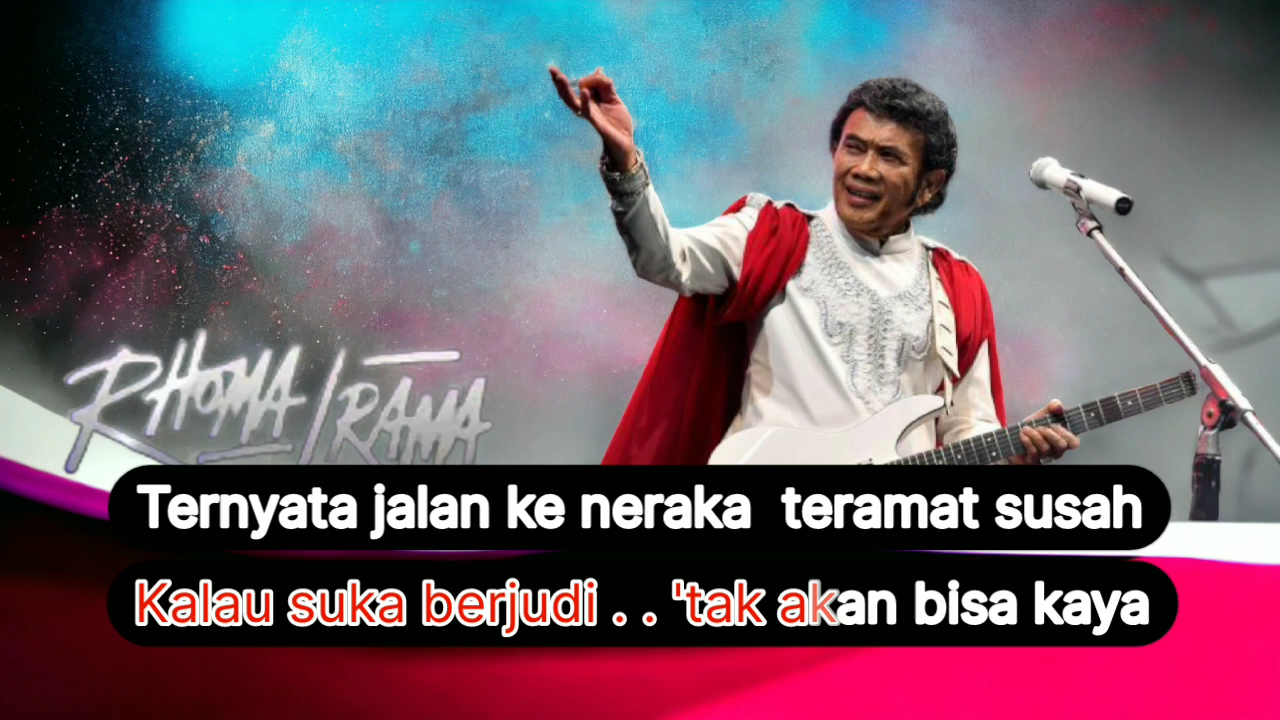 RHOMA IRAMA
Ternyata jalan ke neraka teramat susah
Kalau suka berjudi . . 'tak akan bisa kaya